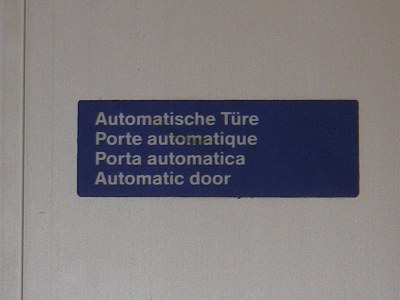 Automatische Türe
Porte automatique
Porta automatica
Automatic door